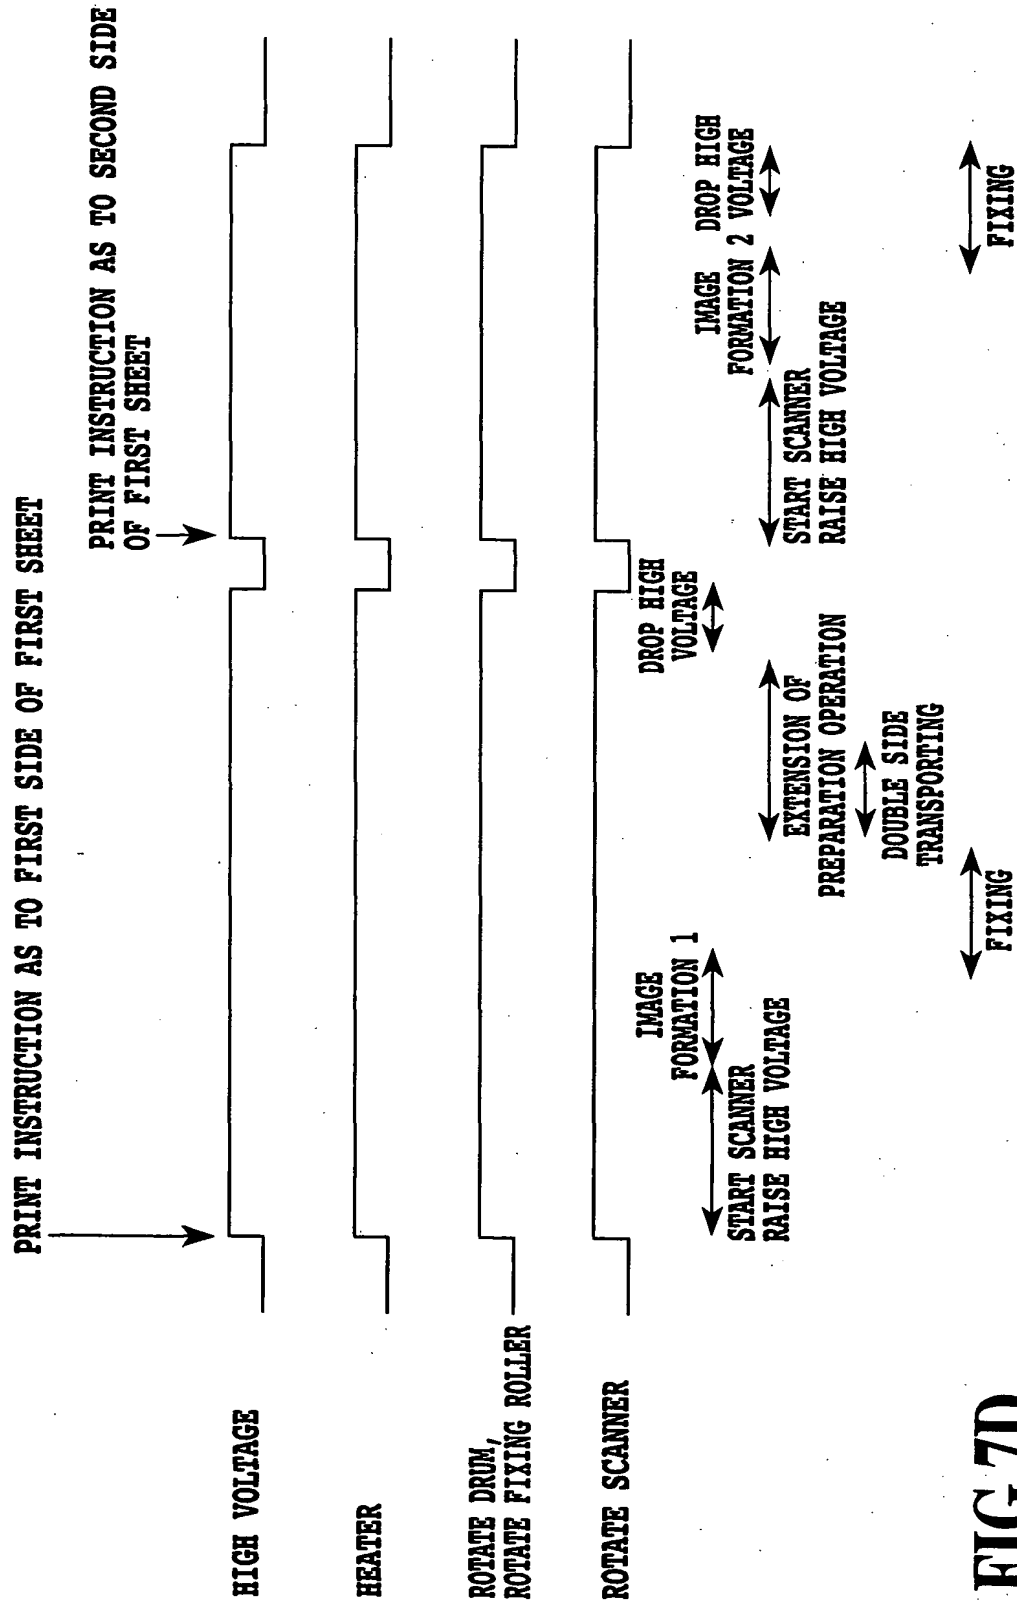 PRINT INSTRUCTION AS TO FIRST SIDE OF FIRST SHEET
PRINT INSTRUCTION AS TO SECOND SIDE
OF FIRST SHEET
HIGH VOLTAGE
HEATER
ROTATE DRUM,
ROTATE FIXING ROLLER
ROTATE SCANNER
START SCANNER
RAISE HIGH VOLTAGE
IMAGE
FORMATION 1
DROP HIGH
VOLTAGE
EXTENSION OF
PREPARATION OPERATION
DOUBLE SIDE
TRANSPORTING
FIXING
START SCANNER
RAISE HIGH VOLTAGE
IMAGE
FORMATION 2
DROP HIGH
VOLTAGE
FIXING
FIG.7D